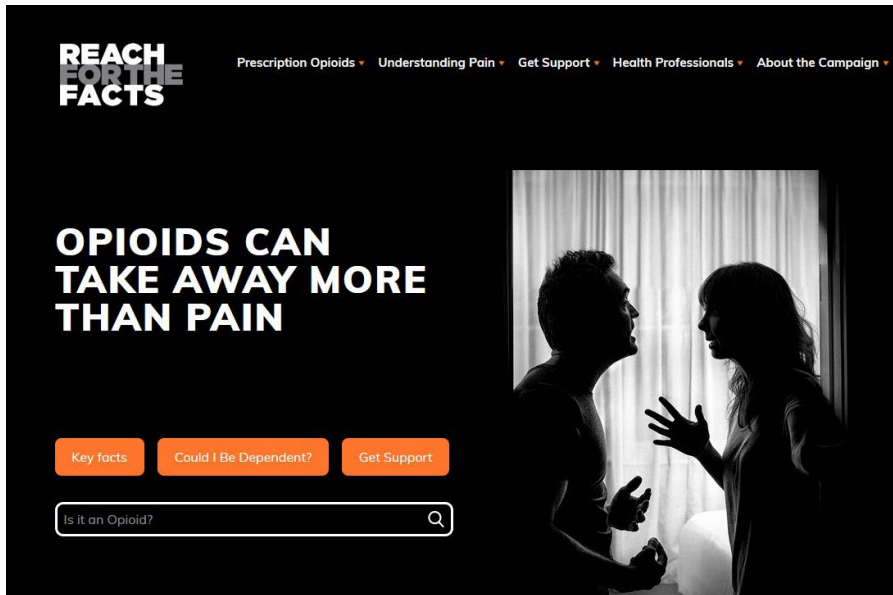 REACH
FOR THE
FACTS
Prescription Opioids Understanding Pain Get Support Health Professionals About the Campaign
OPIOIDS CAN
TAKE AWAY MORE
THAN PAIN
Key facts Could I Be Dependent? Get Support
Is it an Opioid?